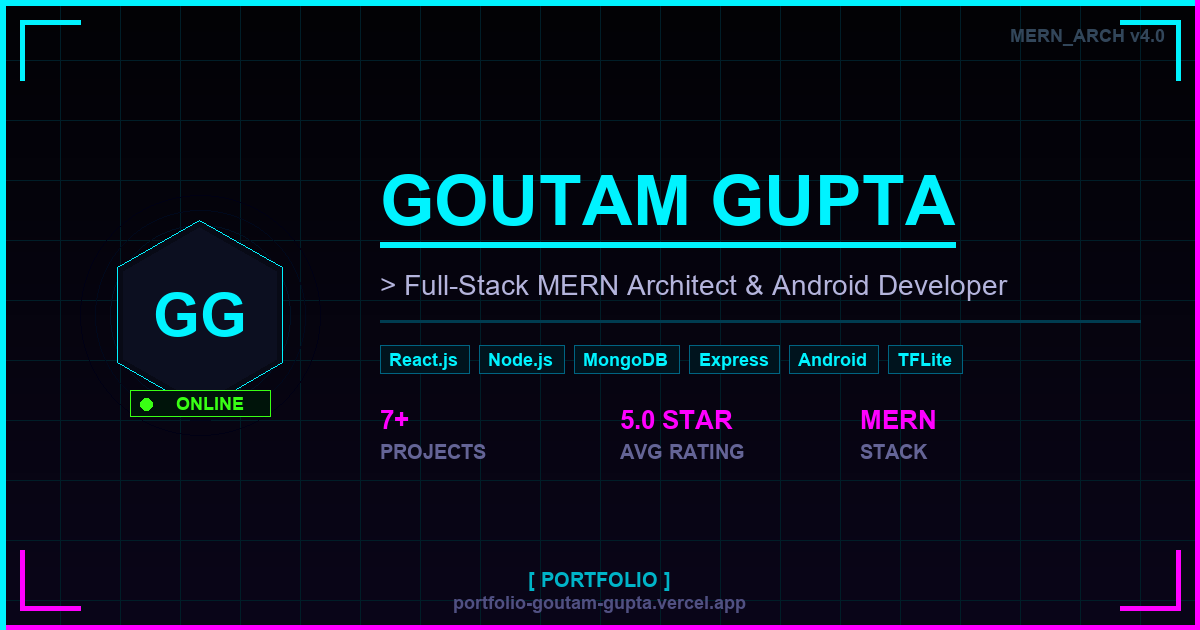 MERN_ARCH v4.0
GOUTAM GUPTA
> Full-Stack MERN Architect & Android Developer
GG
ONLINE
React.js Node.js MongoDB Express Android TFLite
7+ 5.0 STAR MERN
PROJECTS AVG RATING STACK
[ PORTFOLIO ]
portfolio-goutam-gupta.vercel.app